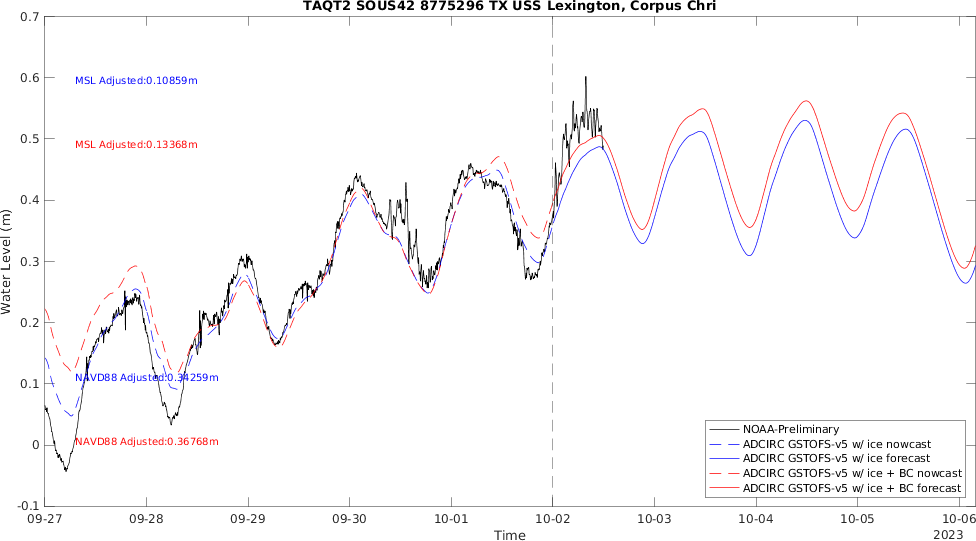 TAQT2 SOUS42 8775296 TX USS Lexington, Corpus Chri
0.7
0.6
0.5
0.4
0.3
0.2
0.1
0
-0.1
Water Level (m)
MSL Adjusted:0.10859m
MSL Adjusted:0.13368m
NAVD88 Adjusted:0.34259m
NAVD88 Adjusted:0.36768m
NOAA-Preliminary
ADCIRC GSTOFS-v5 w/ ice nowcast
ADCIRC GSTOFS-v5 w/ ice forecast
ADCIRC GSTOFS-v5 w/ ice + BC nowcast
ADCIRC GSTOFS-v5 w/ ice + BC forecast
09-27 09-28 09-29 09-30 10-01 10-02 10-03 10-04 10-05 10-06
Time
2023